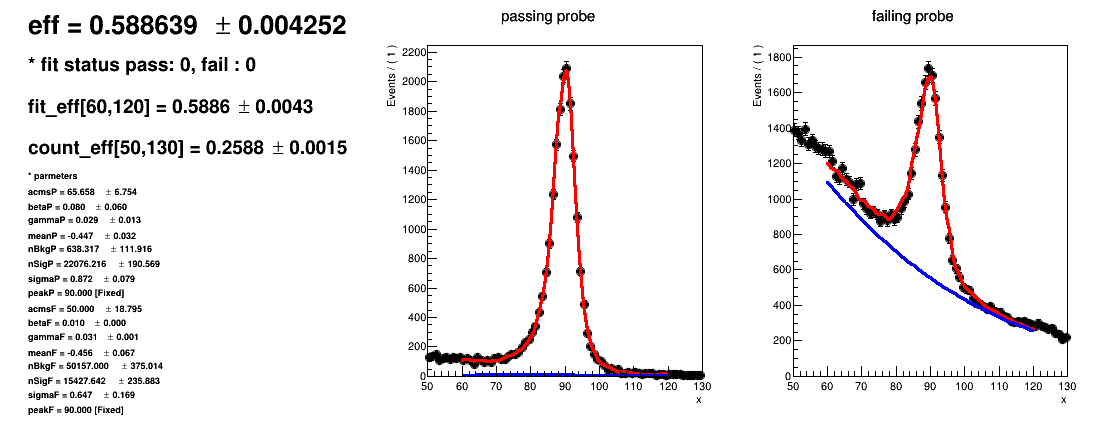 eff = 0.588639 ± 0.004252
* fit status pass: 0, fail : 0
fit_eff[60,120] = 0.5886 ± 0.0043
count_eff[50,130] = 0.2588 ± 0.0015
* parmeters
acmsP = 65.658 ± 6.754
betaP = 0.080 ± 0.060
gammaP = 0.029 ± 0.013
meanP = -0.447 ± 0.032
nBkgP = 638.317 ± 111.916
nSigP = 22076.216 ± 190.569
sigmaP = 0.872 ± 0.079
peakP = 90.000 [Fixed]
acmsF = 50.000 ± 18.795
betaF = 0.010 ± 0.000
gammaF = 0.031 ± 0.001
meanF = -0.456 ± 0.067
nBkgF = 50157.000 ± 375.014
nSigF = 15427.642 ± 235.883
sigmaF = 0.647 ± 0.169
peakF = 90.000 [Fixed]
passing probe
Events / ( 1 )
2200
2000
1800
1600
1400
1200
1000
800
600
400
200
0
50 60 70 80 90 100 110 120 130
x
failing probe
Events / ( 1 )
1800
1600
1400
1200
1000
800
600
400
200
0
50 60 70 80 90 100 110 120 130
x